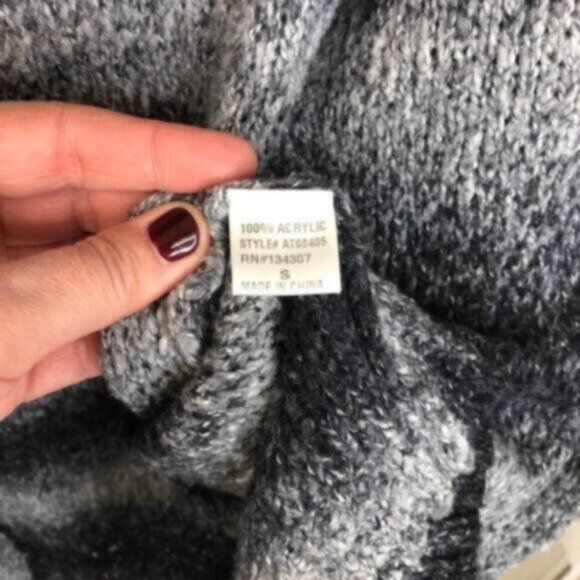 100% ACRYLIC
STYLE# AT60405
RN#134307
S
MADE IN CHINA